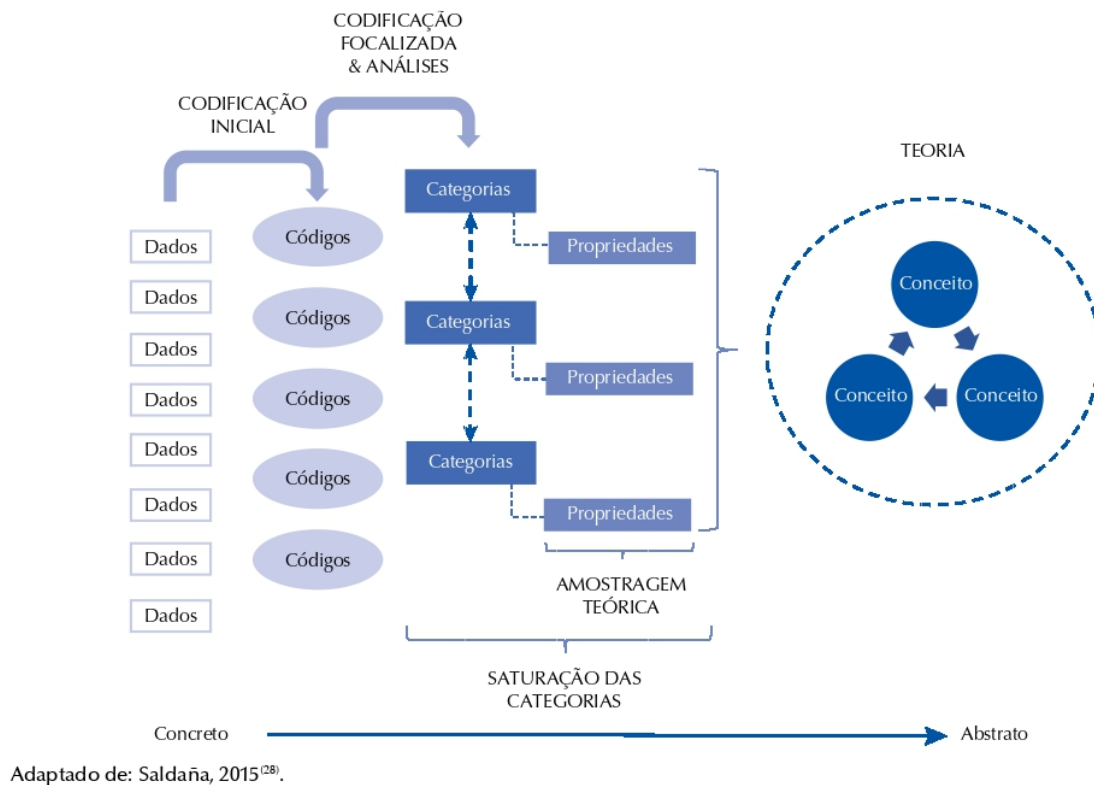 CODIFICAÇÃO
FOCALIZADA
& ANÁLISES
CODIFICAÇÃO
INICIAL
TEORIA
Dados
Dados
Dados
Dados
Dados
Dados
Dados
Dados
Códigos
Códigos
Códigos
Códigos
Códigos
Categorias
Propriedades
Categorias
Propriedades
Categorias
Propriedades
Conceito
Conceito
Conceito
AMOSTRAGEM
TEÓRICA
SATURAÇÃO DAS
CATEGORIAS
Concreto
Abstrato
Adaptado de: Saldaña, 2015(28).